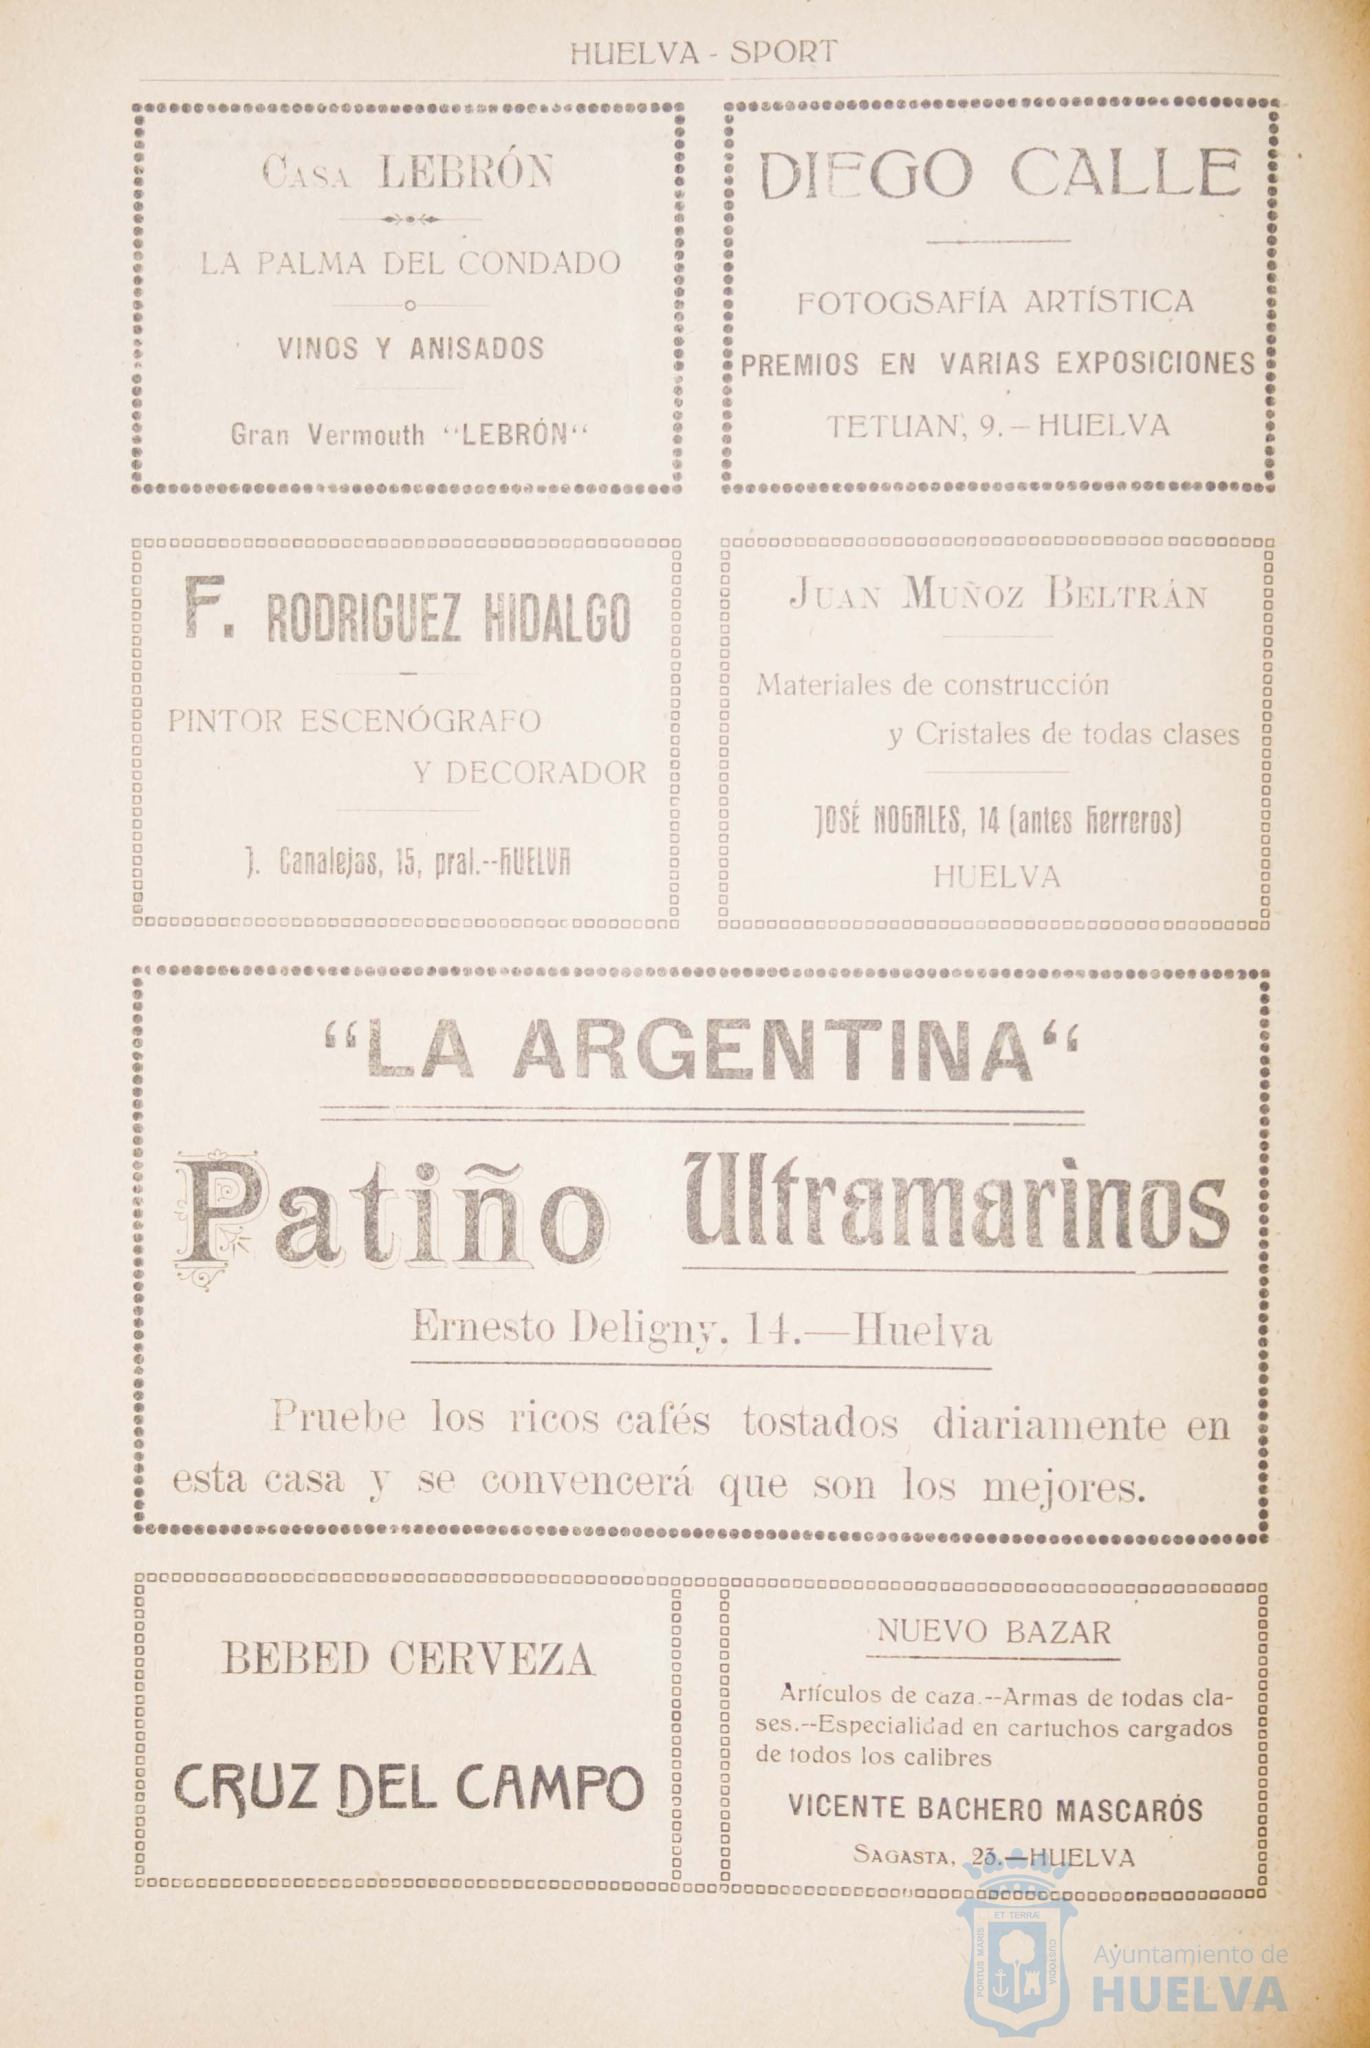 HUELVA - SPORT
CASA LEBRÓN
LA PALMA DEL CONDADO
VINOS Y ANISADOS
Gran Vermouth “LEBRÓN“
DIEGO CALLE
FOTOGSAFÍA ARTÍSTICA
PREMIOS EN VARIAS EXPOSICIONES
TETUAN, 9.—HUELVA
F. RODRIGUEZ HIDALGO
PINTOR ESCENÓGRAFO
Y DECORADOR
J. Canalejas, 15, pral.--HUELVA
JUAN MUÑOZ BELTRÁN
Materiales de construcción
y Cristales de todas clases
JOSÉ NOGALES, 14 (antes Herreros)
HUELVA
“LA ARGENTINA“
Patiño Ultramarinos
Ernesto Deligny, 14.—Huelva
Pruebe los ricos cafés tostados diariamente en
esta casa y se convencerá que son los mejores.
BEBED CERVEZA
CRUZ DEL CAMPO
NUEVO BAZAR
Artículos de caza.--Armas de todas cla-
ses.--Especialidad en cartuchos cargados
de todos los calibres
VICENTE BACHERO MASCARÓS
SAGASTA, 23.—HUELVA
PORTUS MARIS ET TERRÆ CUSTODIA
Ayuntamiento de
HUELVA